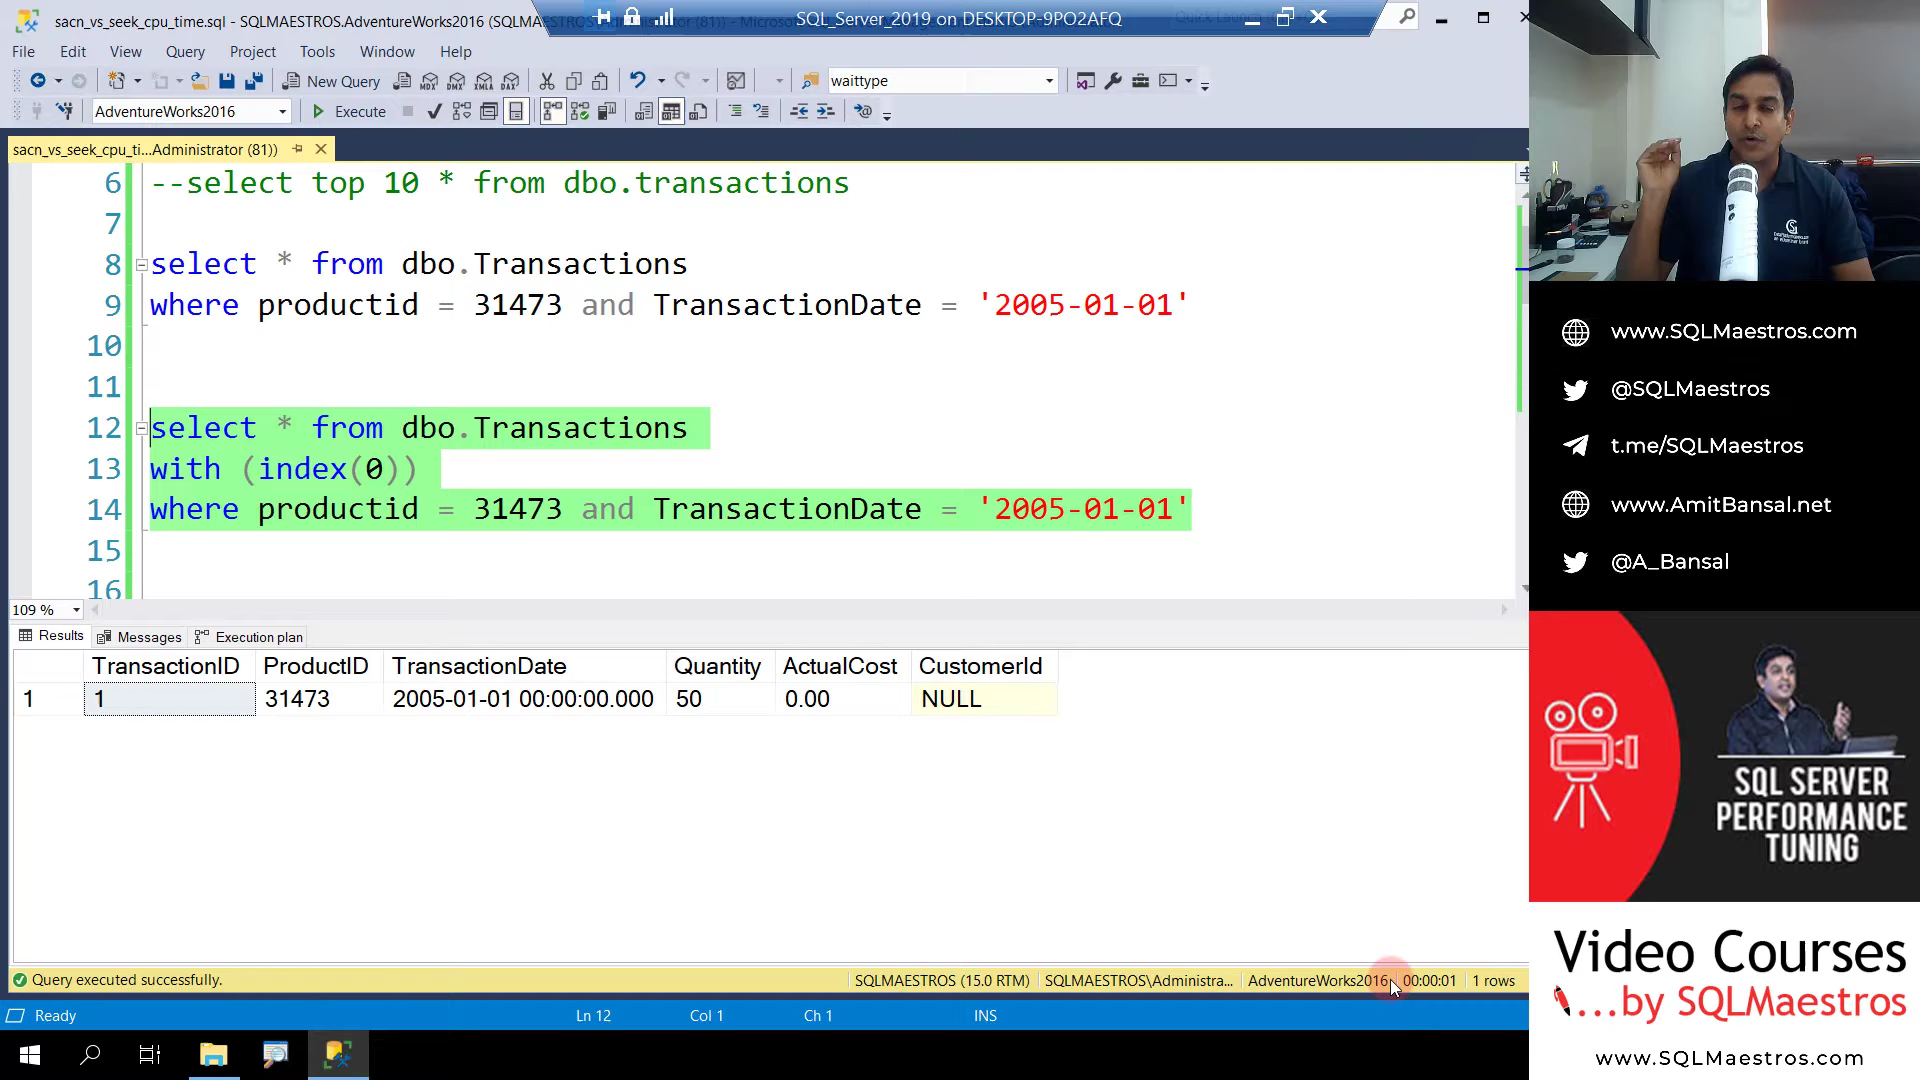 sacn_vs_seek_cpu_time.sql - SQLMAESTROS.AdventureWorks2016 (SQLMAESTROS\Administrator (81))
SQL_Server_2019 on DESKTOP-9PO2AFQ
File Edit View Query Project Tools Window Help
New Query
MDX DMX XMLA DAX
waittype
AdventureWorks2016
Execute
sacn_vs_seek_cpu_ti...Administrator (81))
6 --select top 10 * from dbo.transactions
7
8 select * from dbo.Transactions
9 where productid = 31473 and TransactionDate = '2005-01-01'
10
11
12 select * from dbo.Transactions
13 with (index(0))
14 where productid = 31473 and TransactionDate = '2005-01-01'
15
16
109 %
Results Messages Execution plan
TransactionID ProductID TransactionDate Quantity ActualCost CustomerId
1 1 31473 2005-01-01 00:00:00.000 50 0.00 NULL
Query executed successfully.
SQLMAESTROS (15.0 RTM) SQLMAESTROS\Administra... AdventureWorks2016 00:00:01 1 rows
Ready Ln 12 Col 1 Ch 1 INS
www.SQLMaestros.com
@SQLMaestros
t.me/SQLMaestros
www.AmitBansal.net
@A_Bansal
SQL SERVER
PERFORMANCE
TUNING
Video Courses
...by SQLMaestros
www.SQLMaestros.com